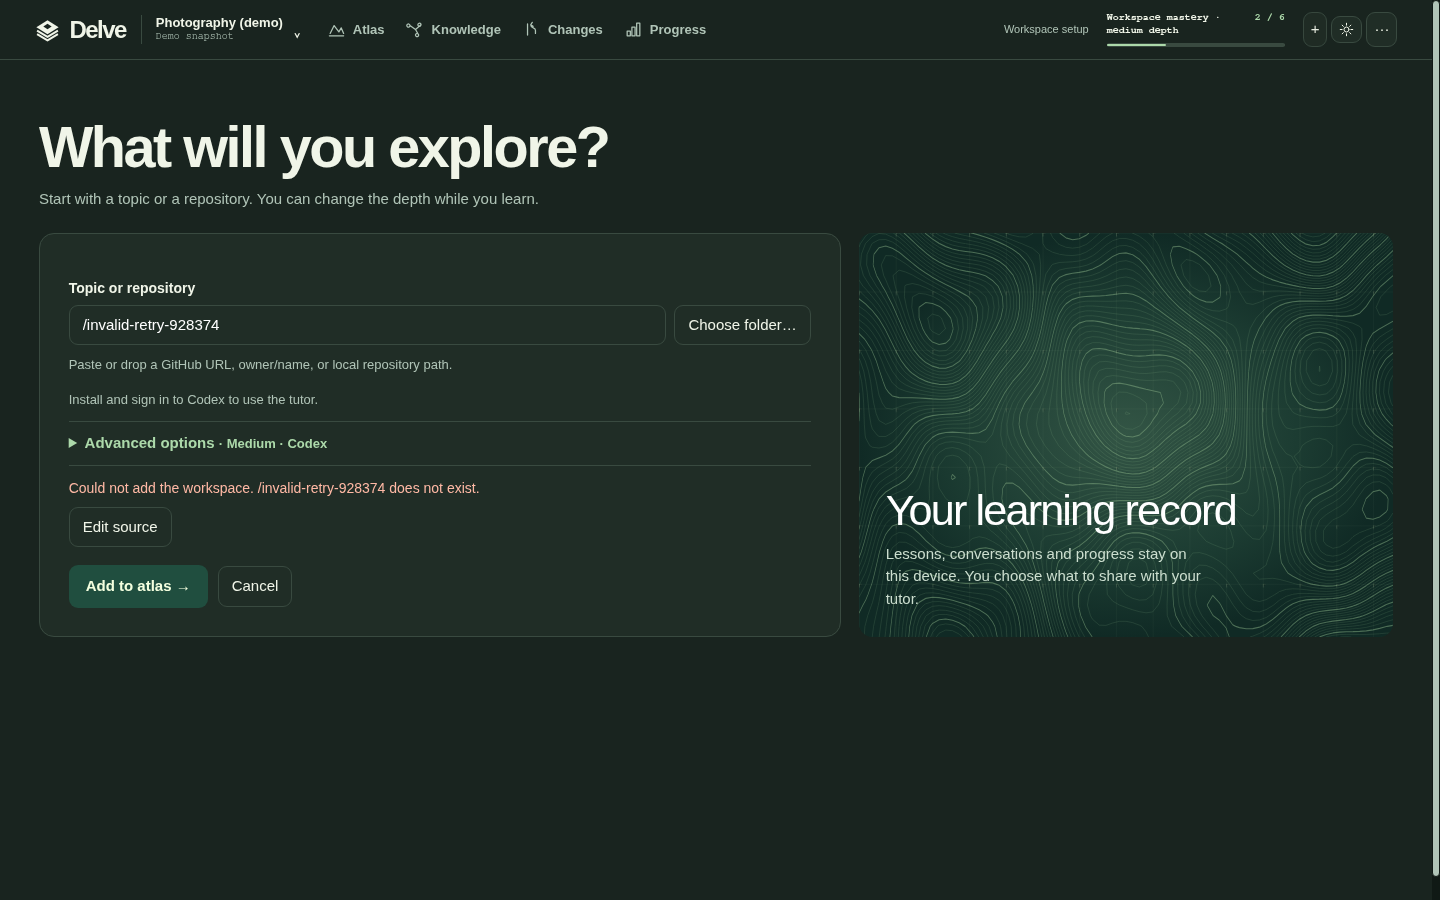 Delve
Photography (demo)
Demo snapshot
Atlas
Knowledge
Changes
Progress
Workspace setup
Workspace mastery · 2 / 6
medium depth
+
···
What will you explore?
Start with a topic or a repository. You can change the depth while you learn.
Topic or repository
/invalid-retry-928374
Choose folder…
Paste or drop a GitHub URL, owner/name, or local repository path.
Install and sign in to Codex to use the tutor.
Advanced options · Medium · Codex
Could not add the workspace. /invalid-retry-928374 does not exist.
Edit source
Add to atlas →
Cancel
Your learning record
Lessons, conversations and progress stay on
this device. You choose what to share with your
tutor.